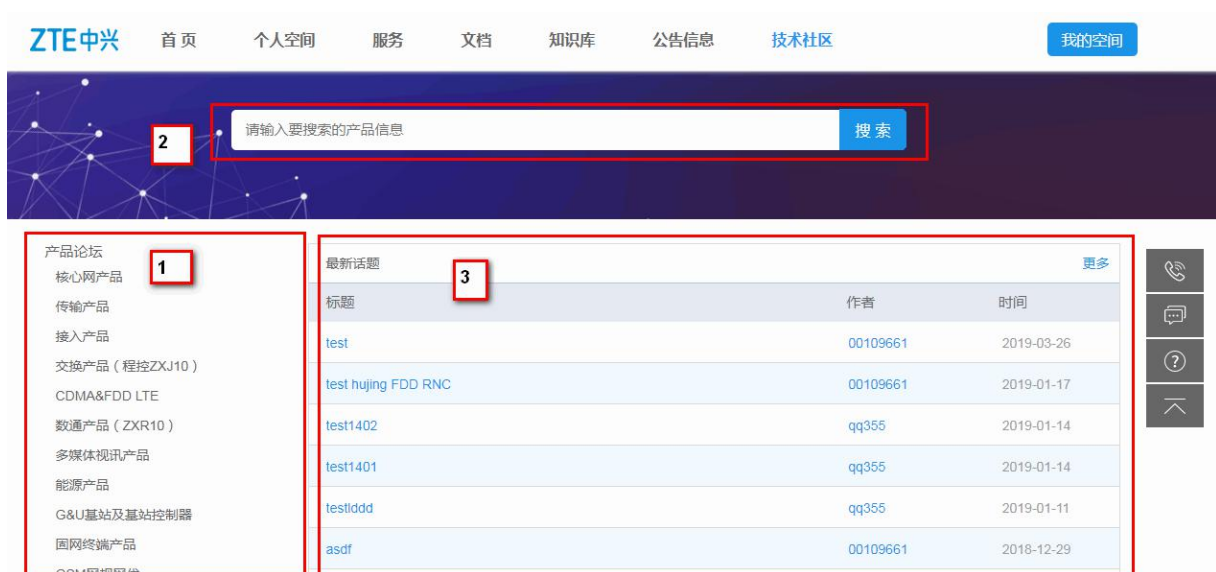 ZTE中兴 首页 个人空间 服务 文档 知识库 公告信息 技术社区 我的空间
2 请输入要搜索的产品信息 搜索
产品论坛
1
核心网产品
传输产品
接入产品
交换产品（程控ZXJ10）
CDMA&FDD LTE
数通产品（ZXR10）
多媒体视讯产品
能源产品
G&U基站及基站控制器
固网终端产品
最新话题 3 更多
标题 作者 时间
test 00109661 2019-03-26
test hujing FDD RNC 00109661 2019-01-17
test1402 qq355 2019-01-14
test1401 qq355 2019-01-14
testlddd qq355 2019-01-11
asdf 00109661 2018-12-29